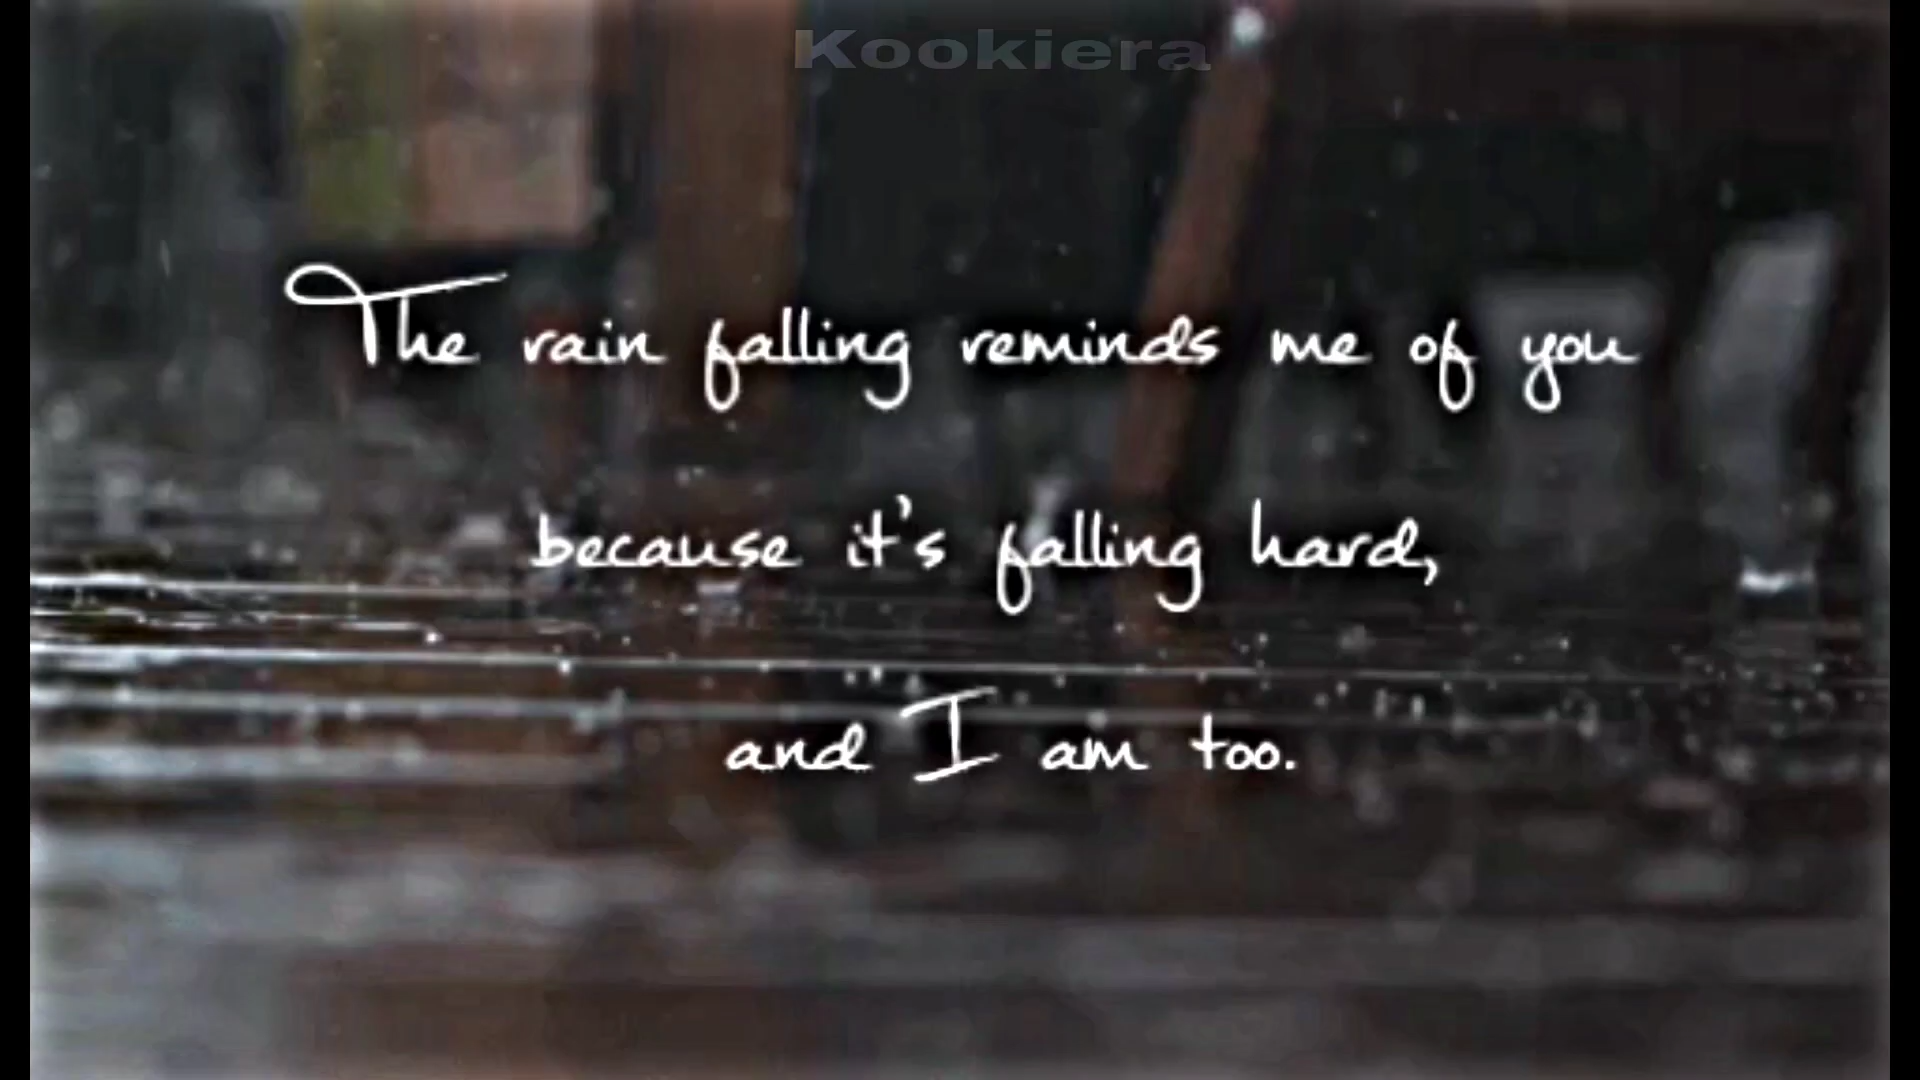 Kookiera
The rain falling reminds me of you
because it's falling hard,
and I am too.